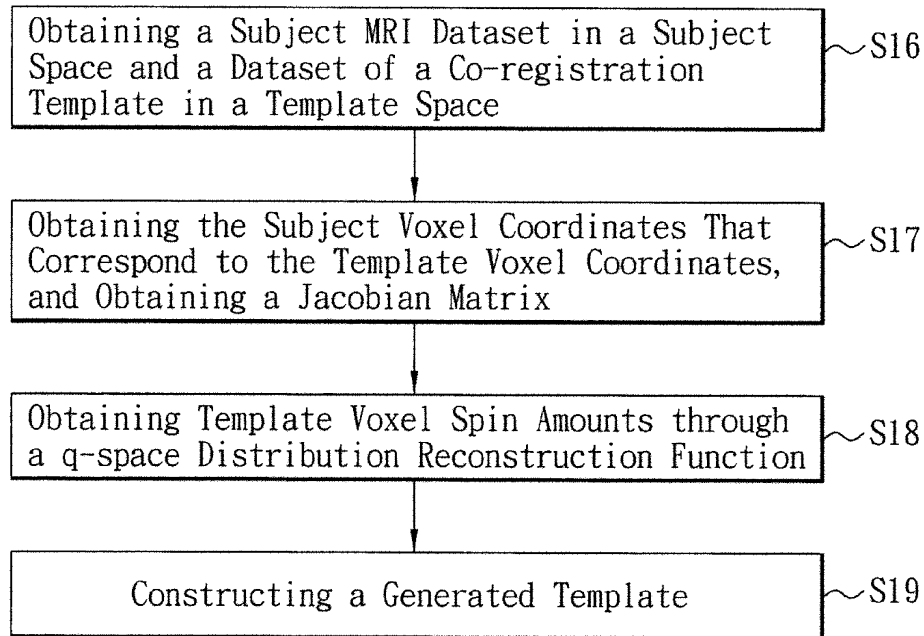 Obtaining a Subject MRI Dataset in a Subject
Space and a Dataset of a Co-registration
Template in a Template Space
S16
Obtaining the Subject Voxel Coordinates That
Correspond to the Template Voxel Coordinates,
and Obtaining a Jacobian Matrix
S17
Obtaining Template Voxel Spin Amounts through
a q-space Distribution Reconstruction Function
S18
Constructing a Generated Template
S19